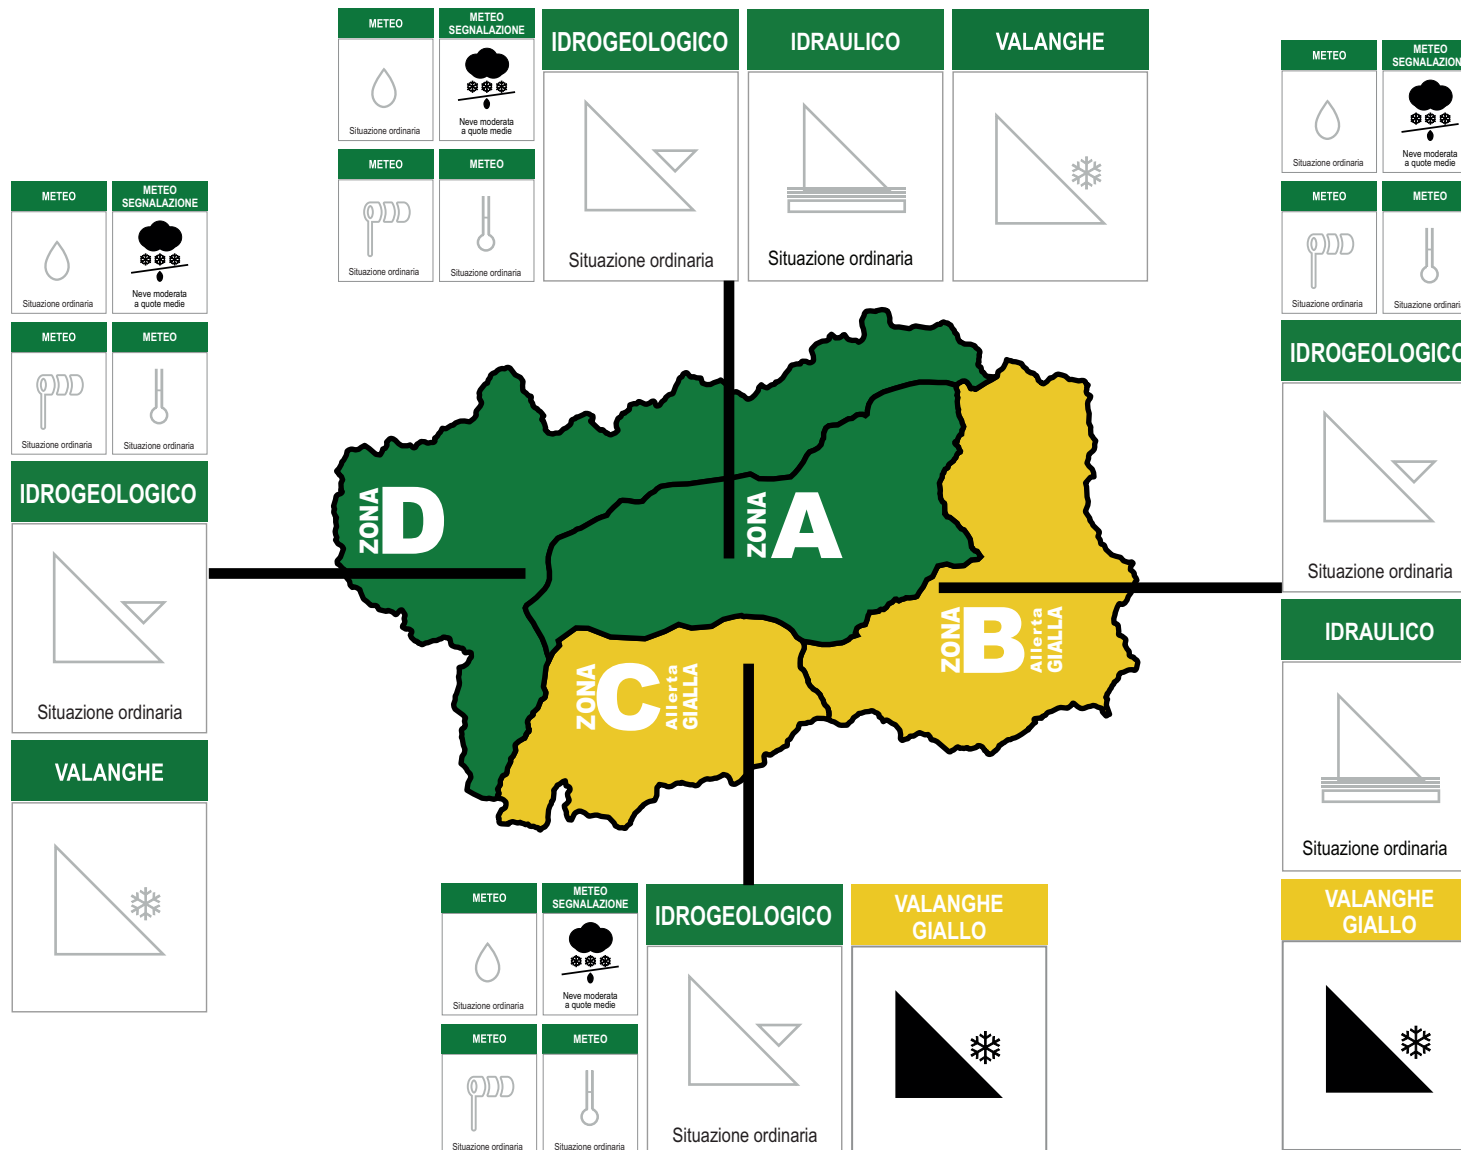 METEO
METEO
SEGNALAZIONE
Situazione ordinaria
Neve moderata
a quote medie
METEO
METEO
Situazione ordinaria
Situazione ordinaria
IDROGEOLOGICO
Situazione ordinaria
IDRAULICO
Situazione ordinaria
VALANGHE
METEO
METEO
SEGNALAZIONE
Situazione ordinaria
Neve moderata
a quote medie
METEO
METEO
Situazione ordinaria
Situazione ordinaria
IDROGEOLOGICO
Situazione ordinaria
VALANGHE
ZONA D
ZONA A
ZONA B Allerta GIALLA
ZONA C Allerta GIALLA
METEO
METEO
SEGNALAZION
Situazione ordinaria
Neve moderata
a quote medie
METEO
METEO
Situazione ordinaria
Situazione ordinari
IDROGEOLOGICO
Situazione ordinaria
IDRAULICO
Situazione ordinaria
VALANGHE
GIALLO
METEO
METEO
SEGNALAZIONE
Situazione ordinaria
Neve moderata
a quote medie
METEO
METEO
Situazione ordinaria
Situazione ordinaria
IDROGEOLOGICO
Situazione ordinaria
VALANGHE
GIALLO